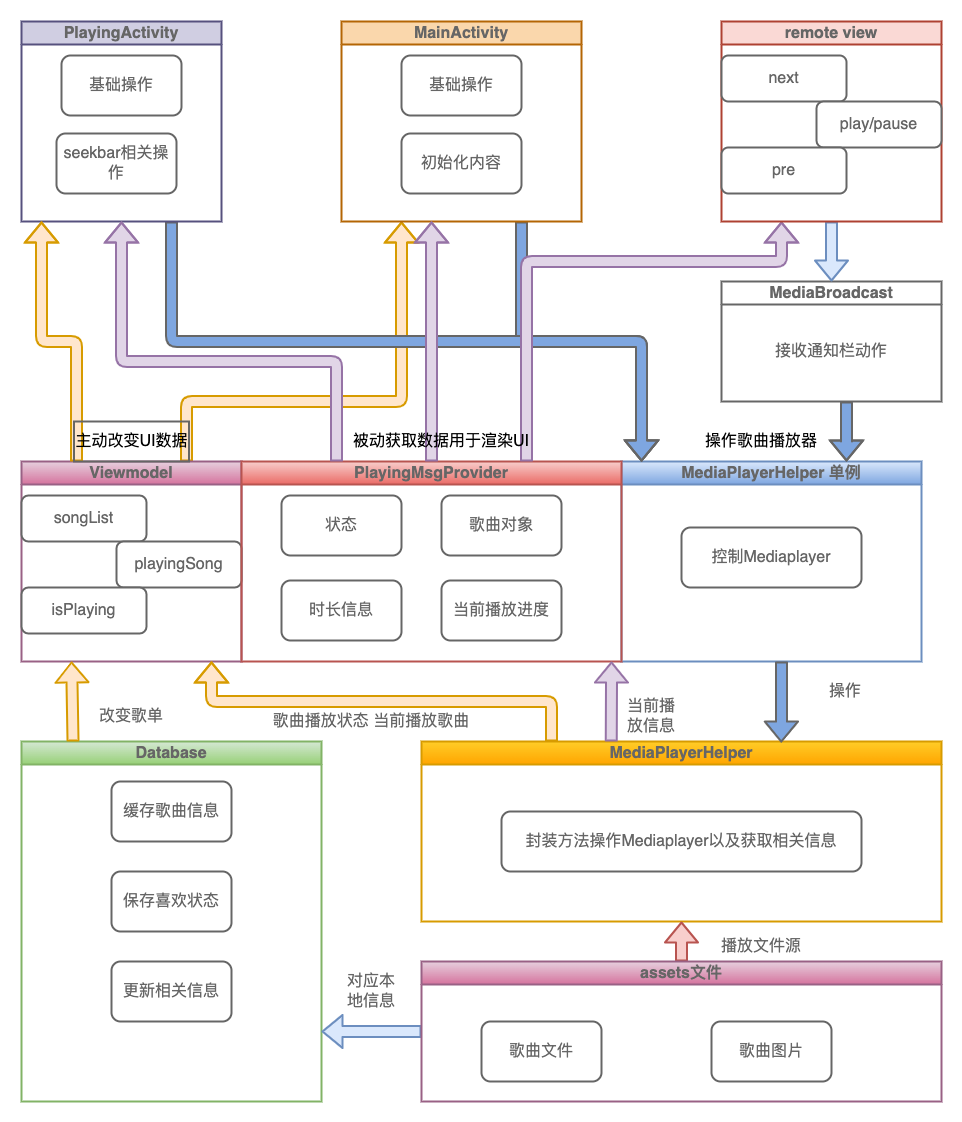 PlayingActivity
基础操作
seekbar相关操
作
MainActivity
基础操作
初始化内容
remote view
next
play/pause
pre
MediaBroadcast
接收通知栏动作
主动改变UI数据
被动获取数据用于渲染UI
操作歌曲播放器
Viewmodel
songList
playingSong
isPlaying
PlayingMsgProvider
状态
歌曲对象
时长信息
当前播放进度
MediaPlayerHelper 单例
控制Mediaplayer
改变歌单
歌曲播放状态 当前播放歌曲
当前播
放信息
操作
Database
缓存歌曲信息
保存喜欢状态
更新相关信息
MediaPlayerHelper
封装方法操作Mediaplayer以及获取相关信息
播放文件源
对应本
地信息
assets文件
歌曲文件
歌曲图片